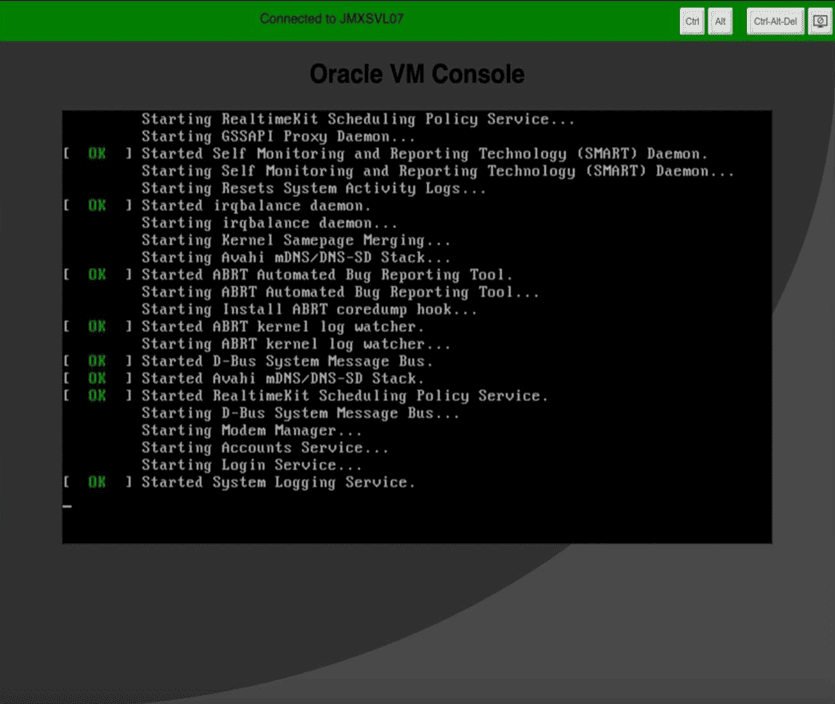 Connected to JMXSVL07
Ctrl Alt Ctrl-Alt-Del
Oracle VM Console
Starting RealtimeKit Scheduling Policy Service...
Starting GSSAPI Proxy Daemon...
[ OK ] Started Self Monitoring and Reporting Technology (SMART) Daemon.
Starting Self Monitoring and Reporting Technology (SMART) Daemon...
Starting Resets System Activity Logs...
[ OK ] Started irqbalance daemon.
Starting irqbalance daemon...
Starting Kernel Samepage Merging...
Starting Avahi mDNS/DNS-SD Stack...
[ OK ] Started ABRT Automated Bug Reporting Tool.
Starting ABRT Automated Bug Reporting Tool...
Starting Install ABRT coredump hook...
[ OK ] Started ABRT kernel log watcher.
Starting ABRT kernel log watcher...
[ OK ] Started D-Bus System Message Bus.
[ OK ] Started Avahi mDNS/DNS-SD Stack.
[ OK ] Started RealtimeKit Scheduling Policy Service.
Starting D-Bus System Message Bus...
Starting Modem Manager...
Starting Accounts Service...
Starting Login Service...
[ OK ] Started System Logging Service.
_